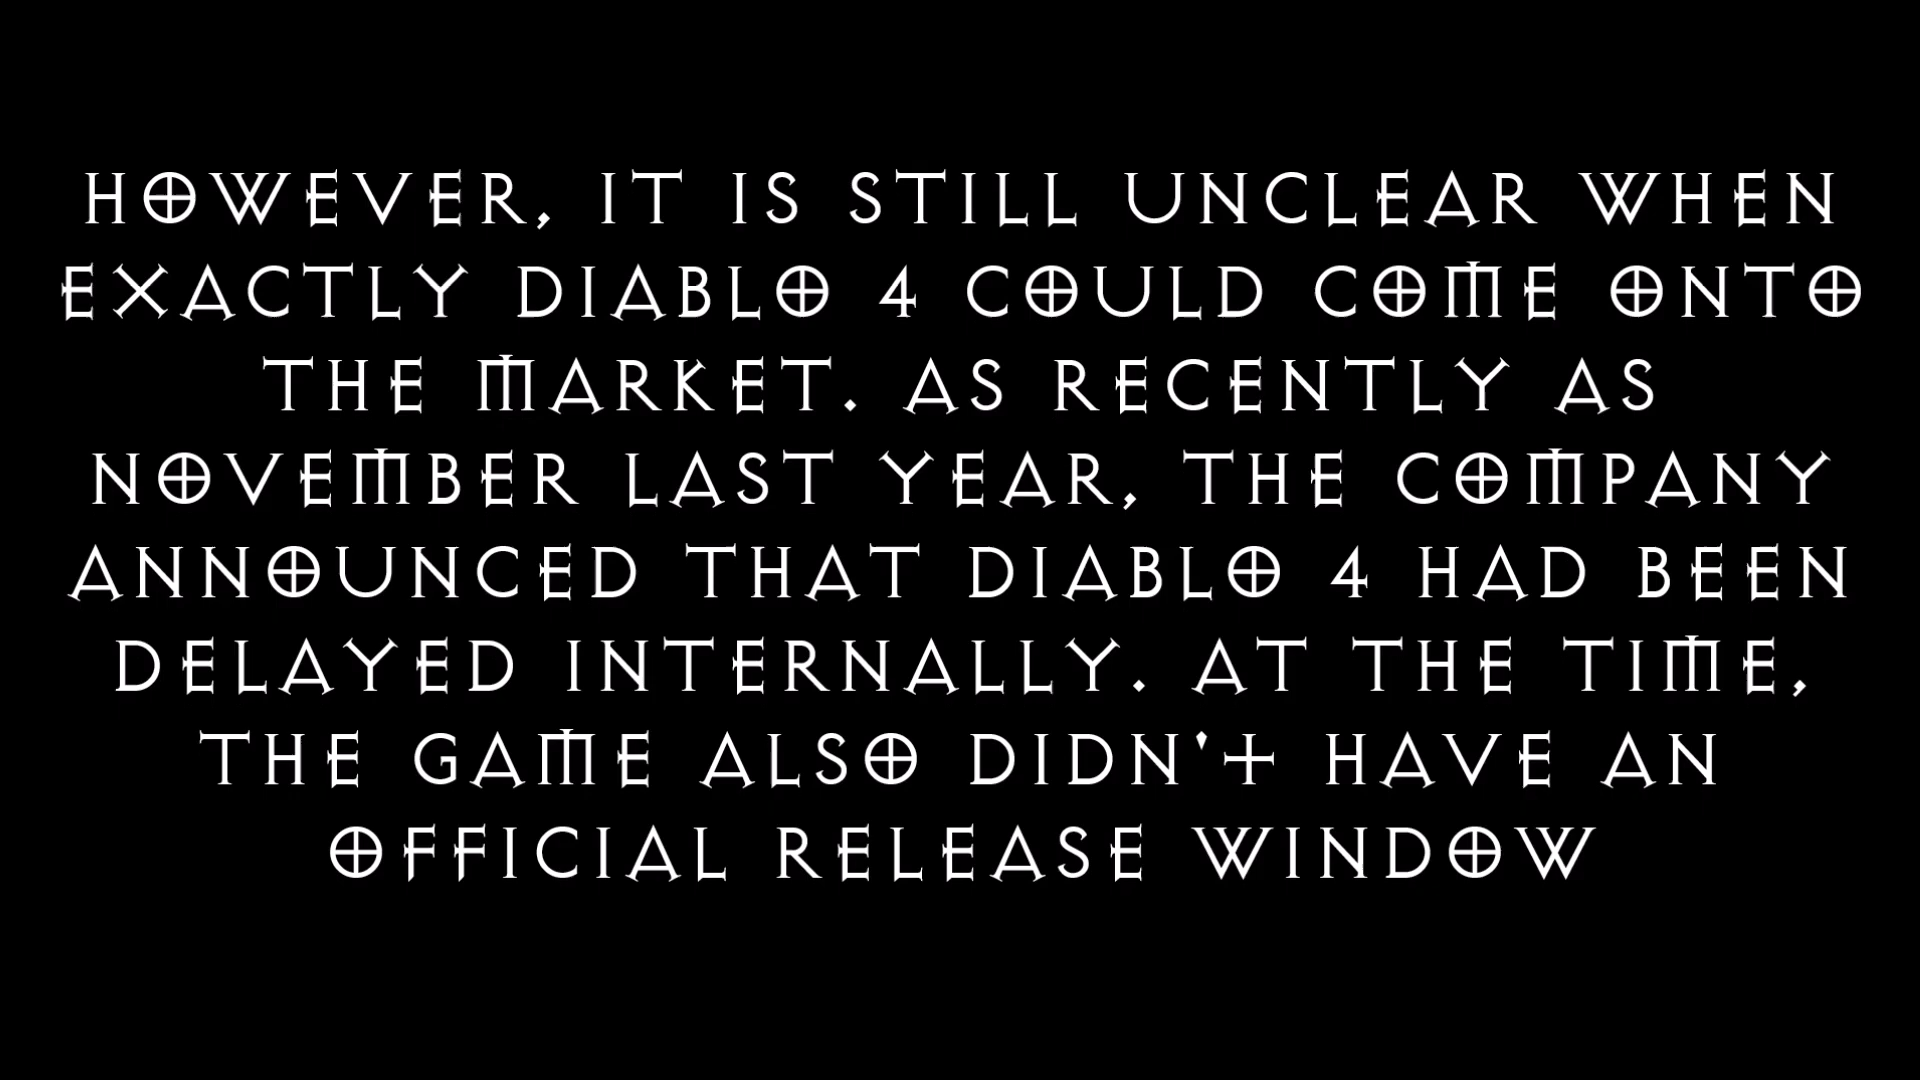 HOWEVER, IT IS STILL UNCLEAR WHEN
EXACTLY DIABLO 4 COULD COME ONTO
THE MARKET. AS RECENTLY AS
NOVEMBER LAST YEAR, THE COMPANY
ANNOUNCED THAT DIABLO 4 HAD BEEN
DELAYED INTERNALLY. AT THE TIME,
THE GAME ALSO DIDN'T HAVE AN
OFFICIAL RELEASE WINDOW